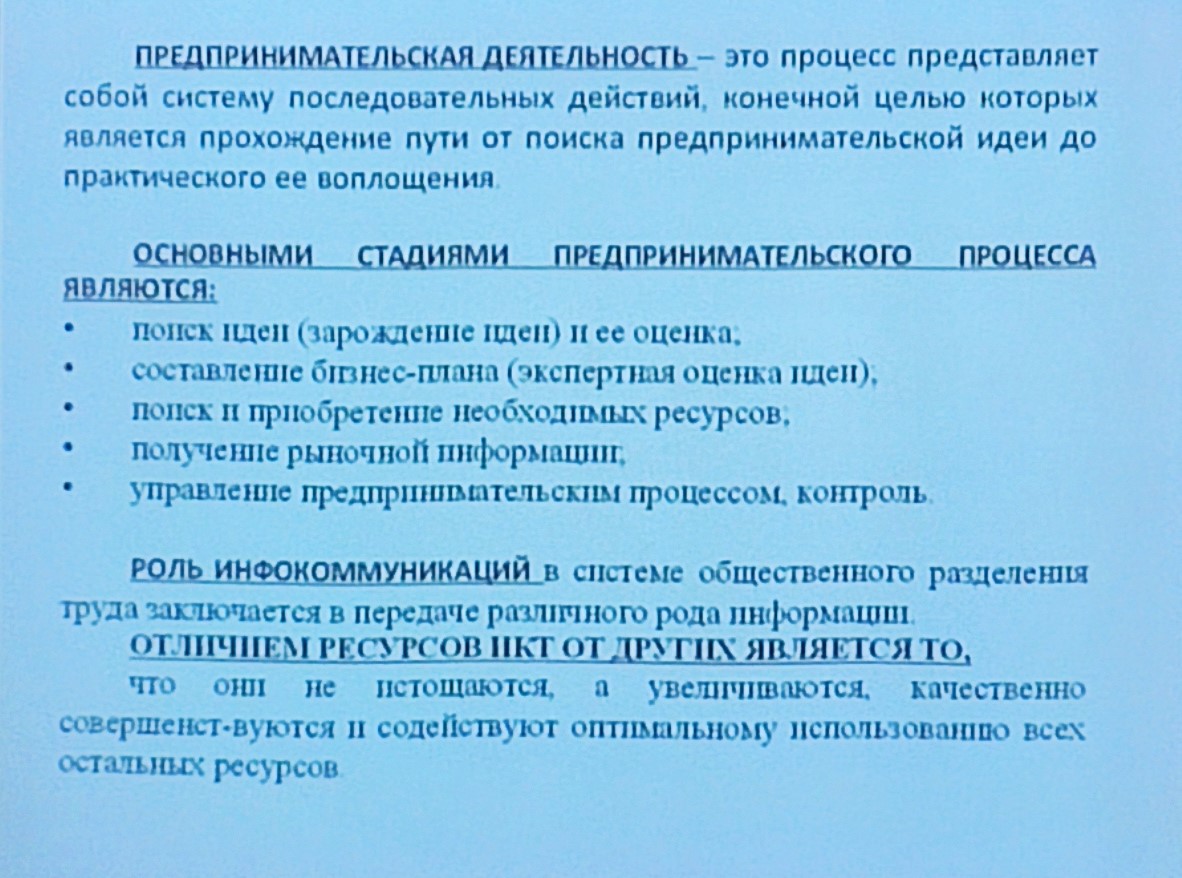 ПРЕДПРИНИМАТЕЛЬСКАЯ ДЕЯТЕЛЬНОСТЬ – это процесс представляет
собой систему последовательных действий, конечной целью которых
является прохождение пути от поиска предпринимательской идеи до
практического ее воплощения.
ОСНОВНЫМИ СТАДИЯМИ ПРЕДПРИНИМАТЕЛЬСКОГО ПРОЦЕССА
ЯВЛЯЮТСЯ:
• поиск идеи (зарождение идеи) и ее оценка;
• составление бизнес-плана (экспертная оценка идеи);
• поиск и приобретение необходимых ресурсов;
• получение рыночной информации;
• управление предпринимательским процессом, контроль.
РОЛЬ ИНФОКОММУНИКАЦИЙ в системе общественного разделения
труда заключается в передаче различного рода информации.
ОТЛИЧИЕМ РЕСУРСОВ ИКТ ОТ ДРУГИХ ЯВЛЯЕТСЯ ТО,
что они не истощаются, а увеличиваются, качественно
совершенст-вуются и содействуют оптимальному использованию всех
остальных ресурсов.